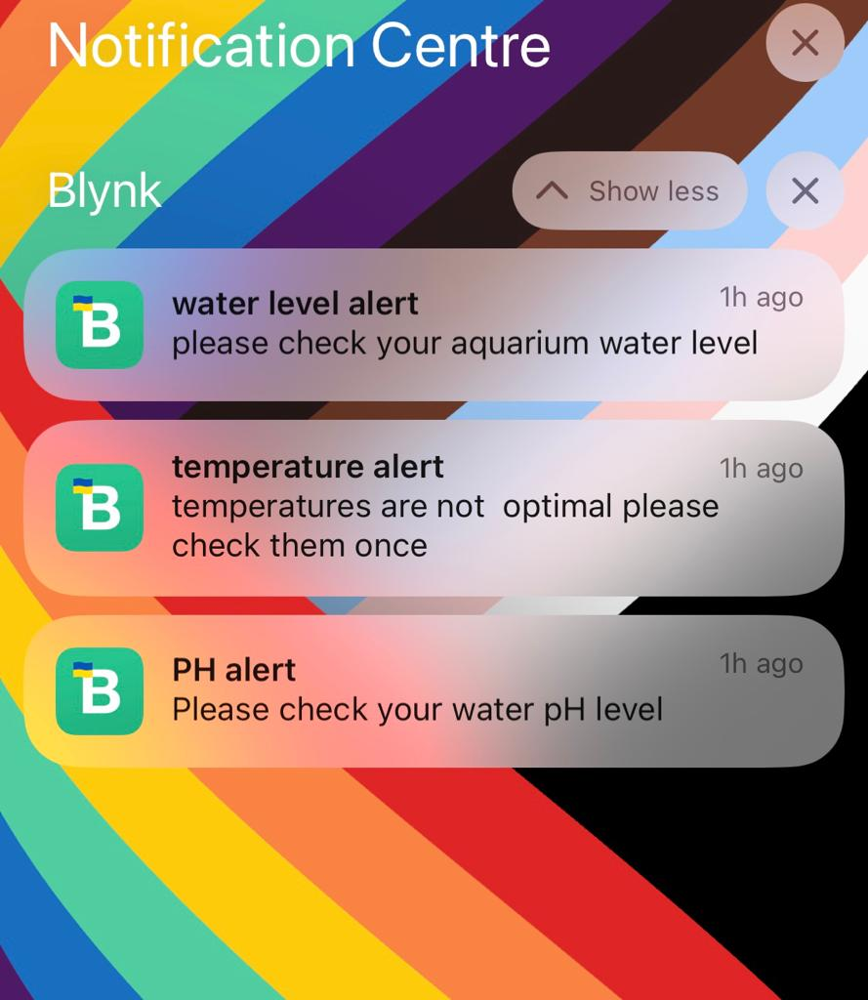 Notification Centre
Blynk
Show less
water level alert
1h ago
please check your aquarium water level
temperature alert
1h ago
temperatures are not  optimal please
check them once
PH alert
1h ago
Please check your water pH level
B
B
B